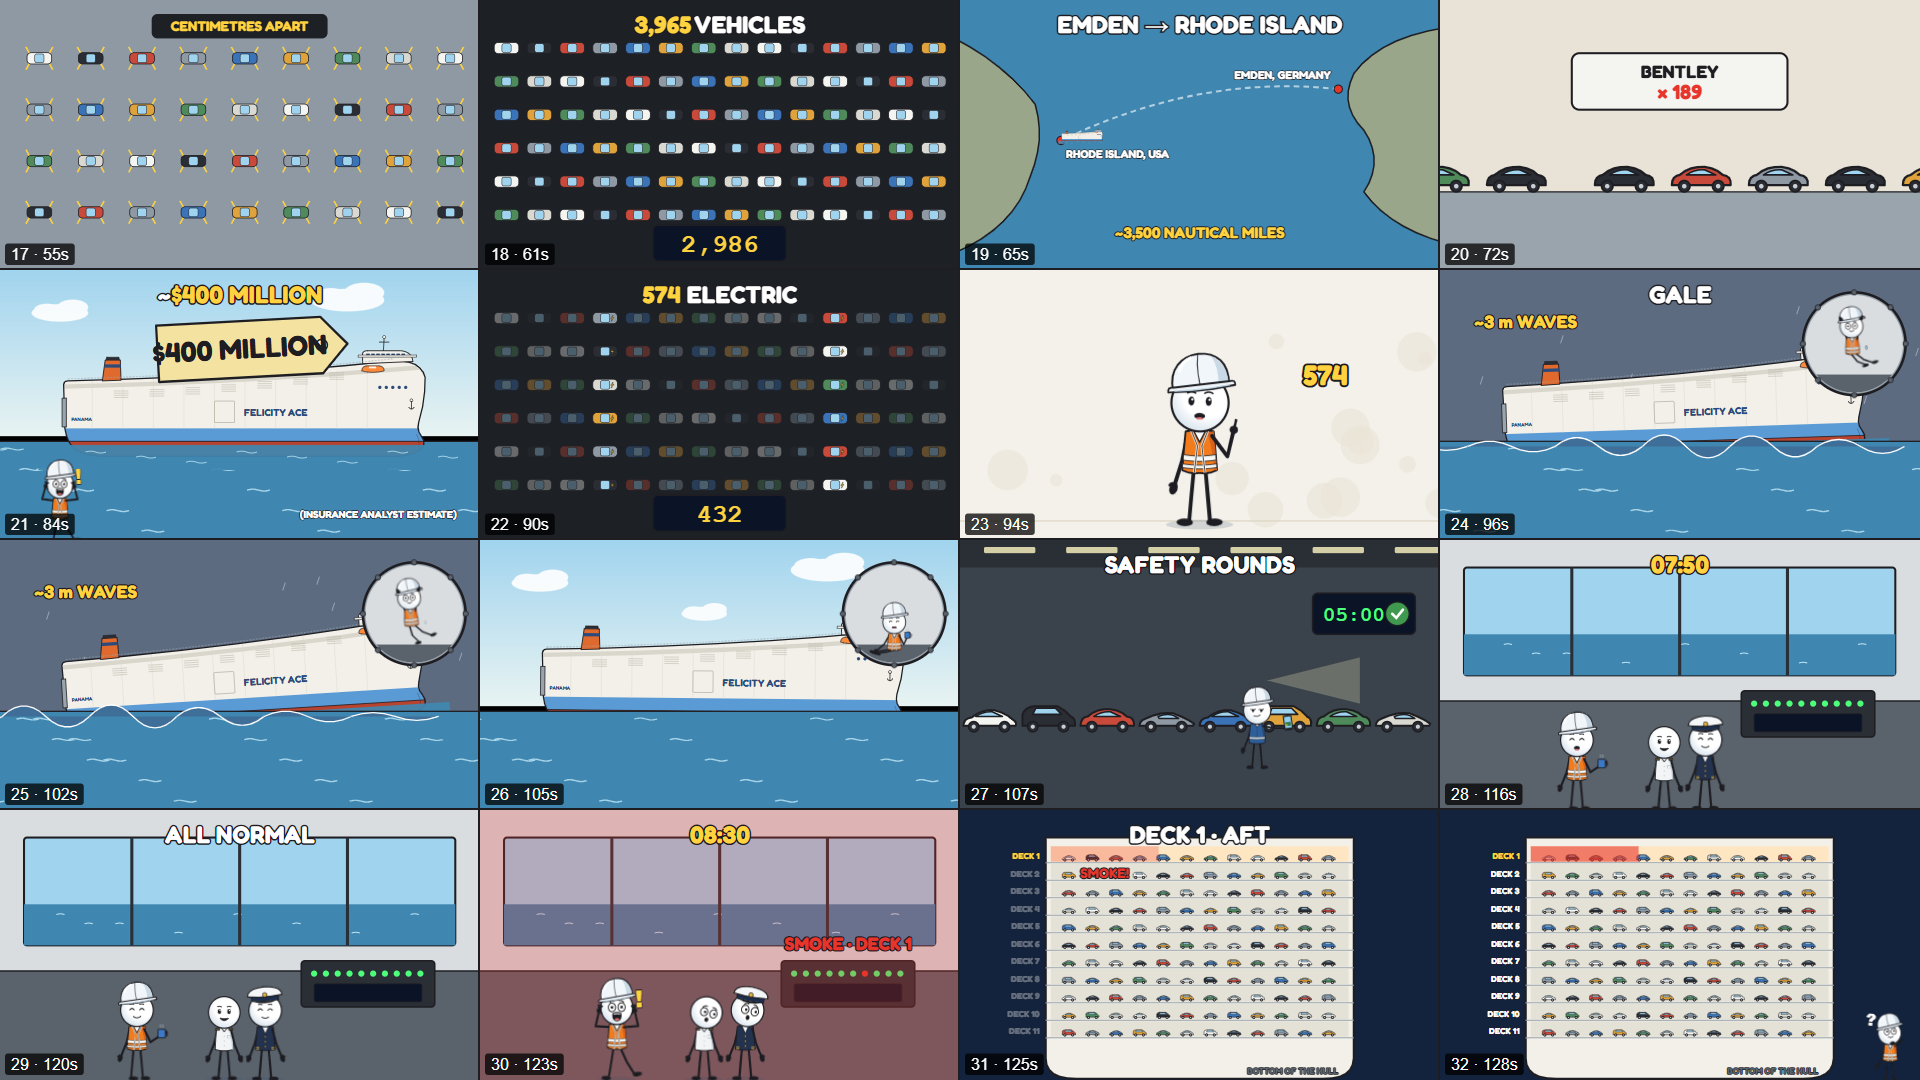 CENTIMETRES APART
17 · 55s
3,965 VEHICLES
2,986
18 · 61s
EMDEN → RHODE ISLAND
EMDEN, GERMANY
RHODE ISLAND, USA
~3,500 NAUTICAL MILES
19 · 65s
BENTLEY
× 189
20 · 72s
~$400 MILLION
$400 MILLION
FELICITY ACE
PANAMA
(INSURANCE ANALYST ESTIMATE)
21 · 84s
574 ELECTRIC
432
22 · 90s
574
23 · 94s
GALE
~3 m WAVES
FELICITY ACE
PANAMA
24 · 96s
~3 m WAVES
FELICITY ACE
PANAMA
25 · 102s
FELICITY ACE
PANAMA
26 · 105s
SAFETY ROUNDS
05:00
27 · 107s
07:50
28 · 116s
ALL NORMAL
29 · 120s
08:30
SMOKE · DECK 1
30 · 123s
DECK 1 · AFT
DECK 1
DECK 2
SMOKE!
DECK 3
DECK 4
DECK 5
DECK 6
DECK 7
DECK 8
DECK 9
DECK 10
DECK 11
BOTTOM OF THE HULL
31 · 125s
DECK 1
DECK 2
DECK 3
DECK 4
DECK 5
DECK 6
DECK 7
DECK 8
DECK 9
DECK 10
DECK 11
?
BOTTOM OF THE HULL
32 · 128s